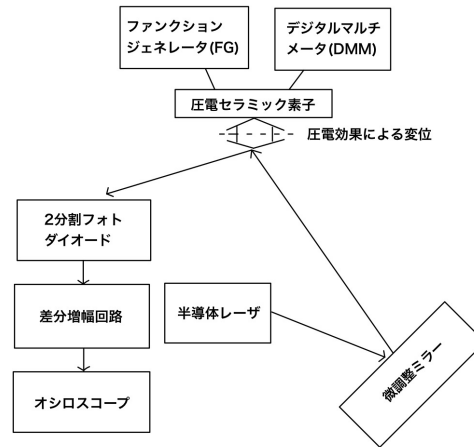 ファンクション
ジェネレータ(FG)
デジタルマルチ
メータ(DMM)
圧電セラミック素子
圧電効果による変位
2分割フォト
ダイオード
差分増幅回路
半導体レーザ
微調整ミラー
オシロスコープ